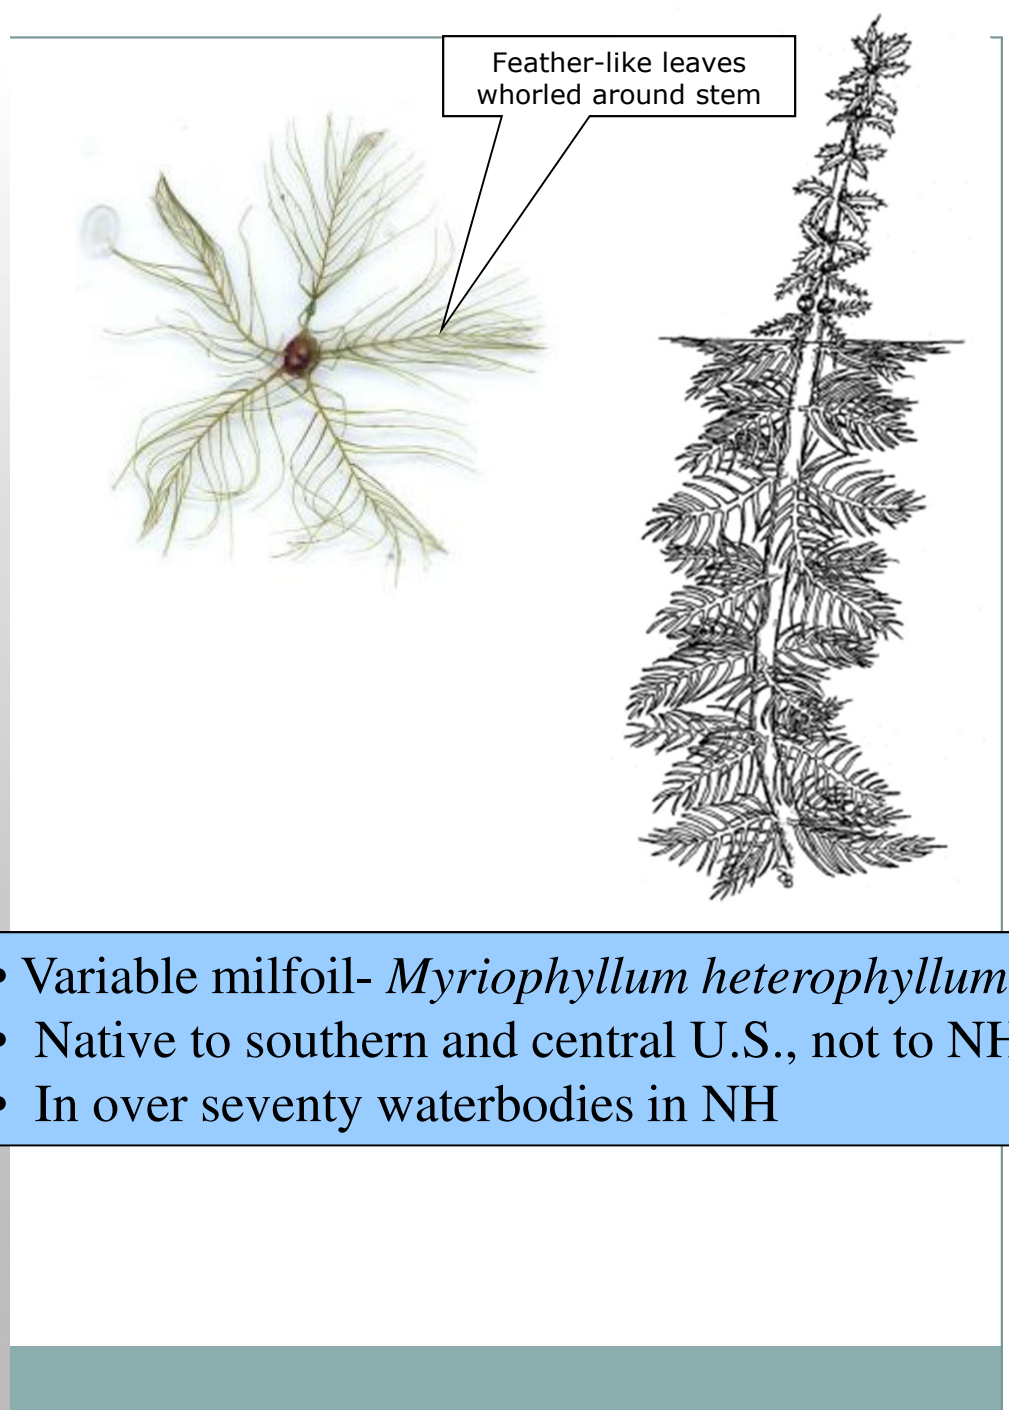 Feather-like leaves
whorled around stem
• Variable milfoil- Myriophyllum heterophyllum
• Native to southern and central U.S., not to NH
• In over seventy waterbodies in NH